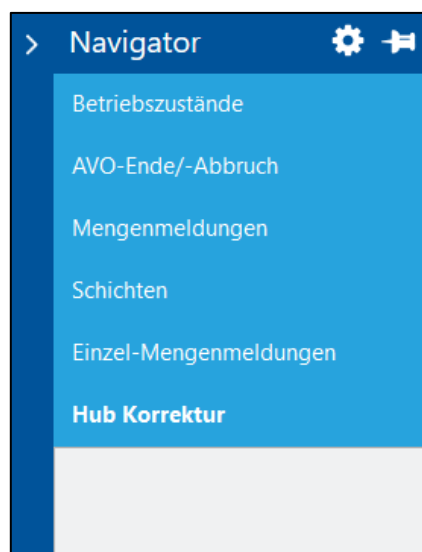 Navigator
Betriebszustände
AVO-Ende/-Abbruch
Mengenmeldungen
Schichten
Einzel-Mengenmeldungen
Hub Korrektur